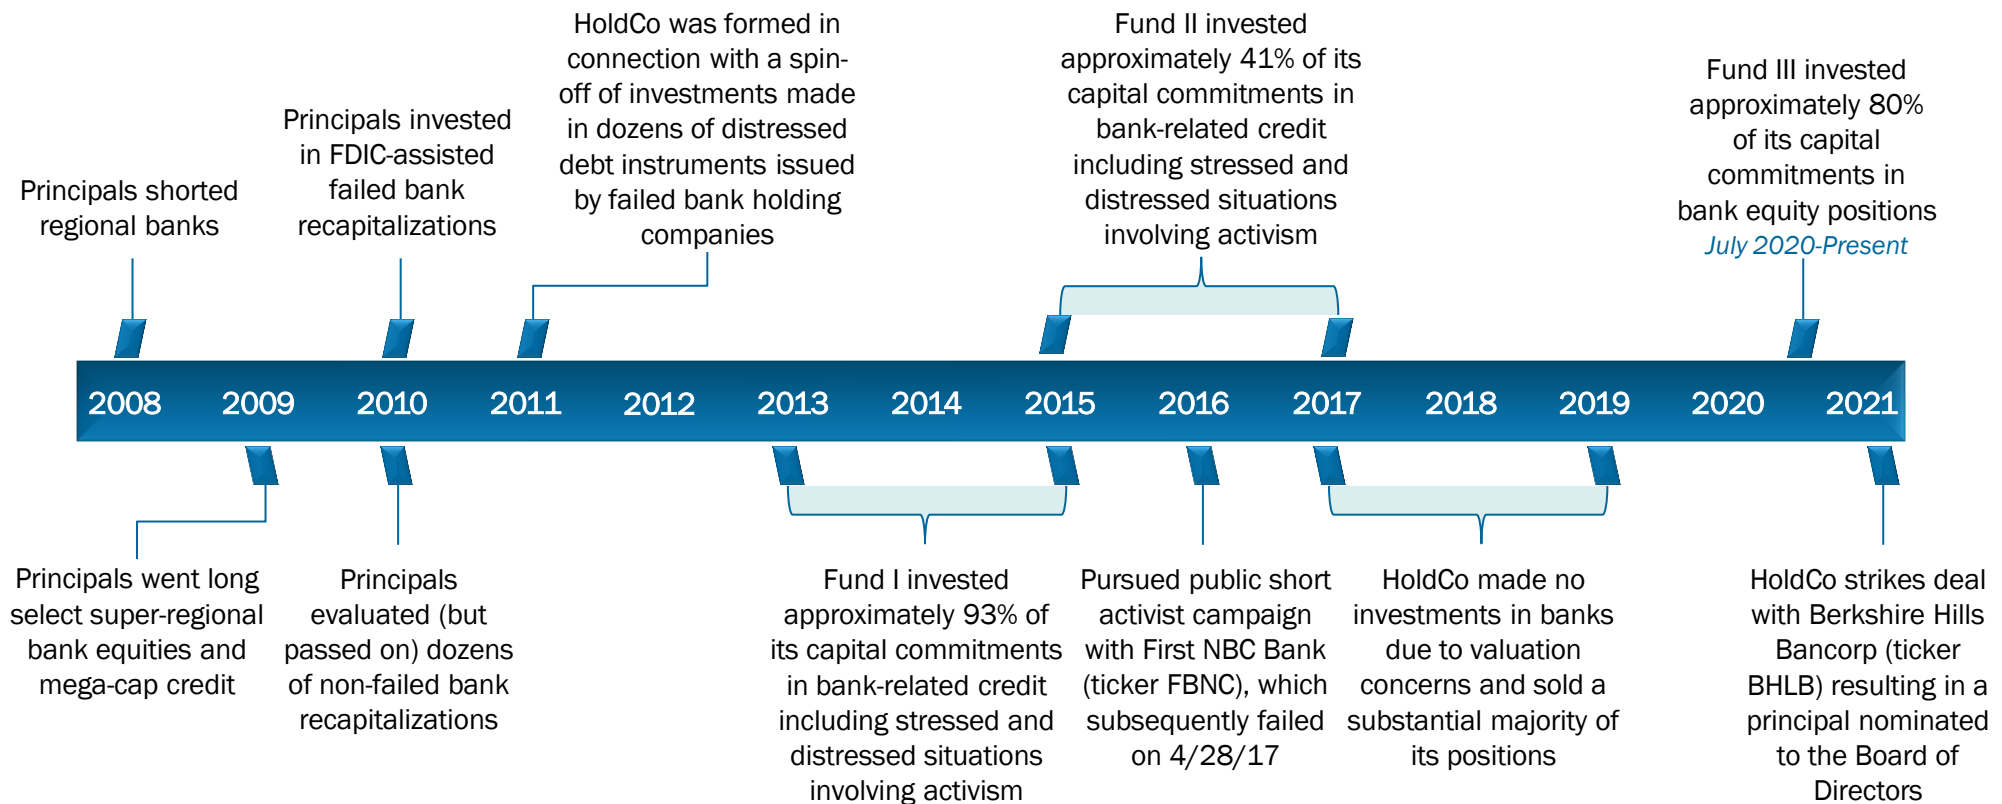 Principals shorted
regional banks
Principals invested
in FDIC-assisted
failed bank
recapitalizations
HoldCo was formed in
connection with a spin-
off of investments made
in dozens of distressed
debt instruments issued
by failed bank holding
companies
Fund II invested
approximately 41% of its
capital commitments in
bank-related credit
including stressed and
distressed situations
involving activism
Fund III invested
approximately 80%
of its capital
commitments in
bank equity positions
July 2020-Present
2008 2009 2010 2011 2012 2013 2014 2015 2016 2017 2018 2019 2020 2021
Principals went long
select super-regional
bank equities and
mega-cap credit
Principals
evaluated (but
passed on) dozens
of non-failed bank
recapitalizations
Fund I invested
approximately 93% of
its capital commitments
in bank-related credit
including stressed and
distressed situations
involving activism
Pursued public short
activist campaign
with First NBC Bank
(ticker FBNC), which
subsequently failed
on 4/28/17
HoldCo made no
investments in banks
due to valuation
concerns and sold a
substantial majority of
its positions
HoldCo strikes deal
with Berkshire Hills
Bancorp (ticker
BHLB) resulting in a
principal nominated
to the Board of
Directors